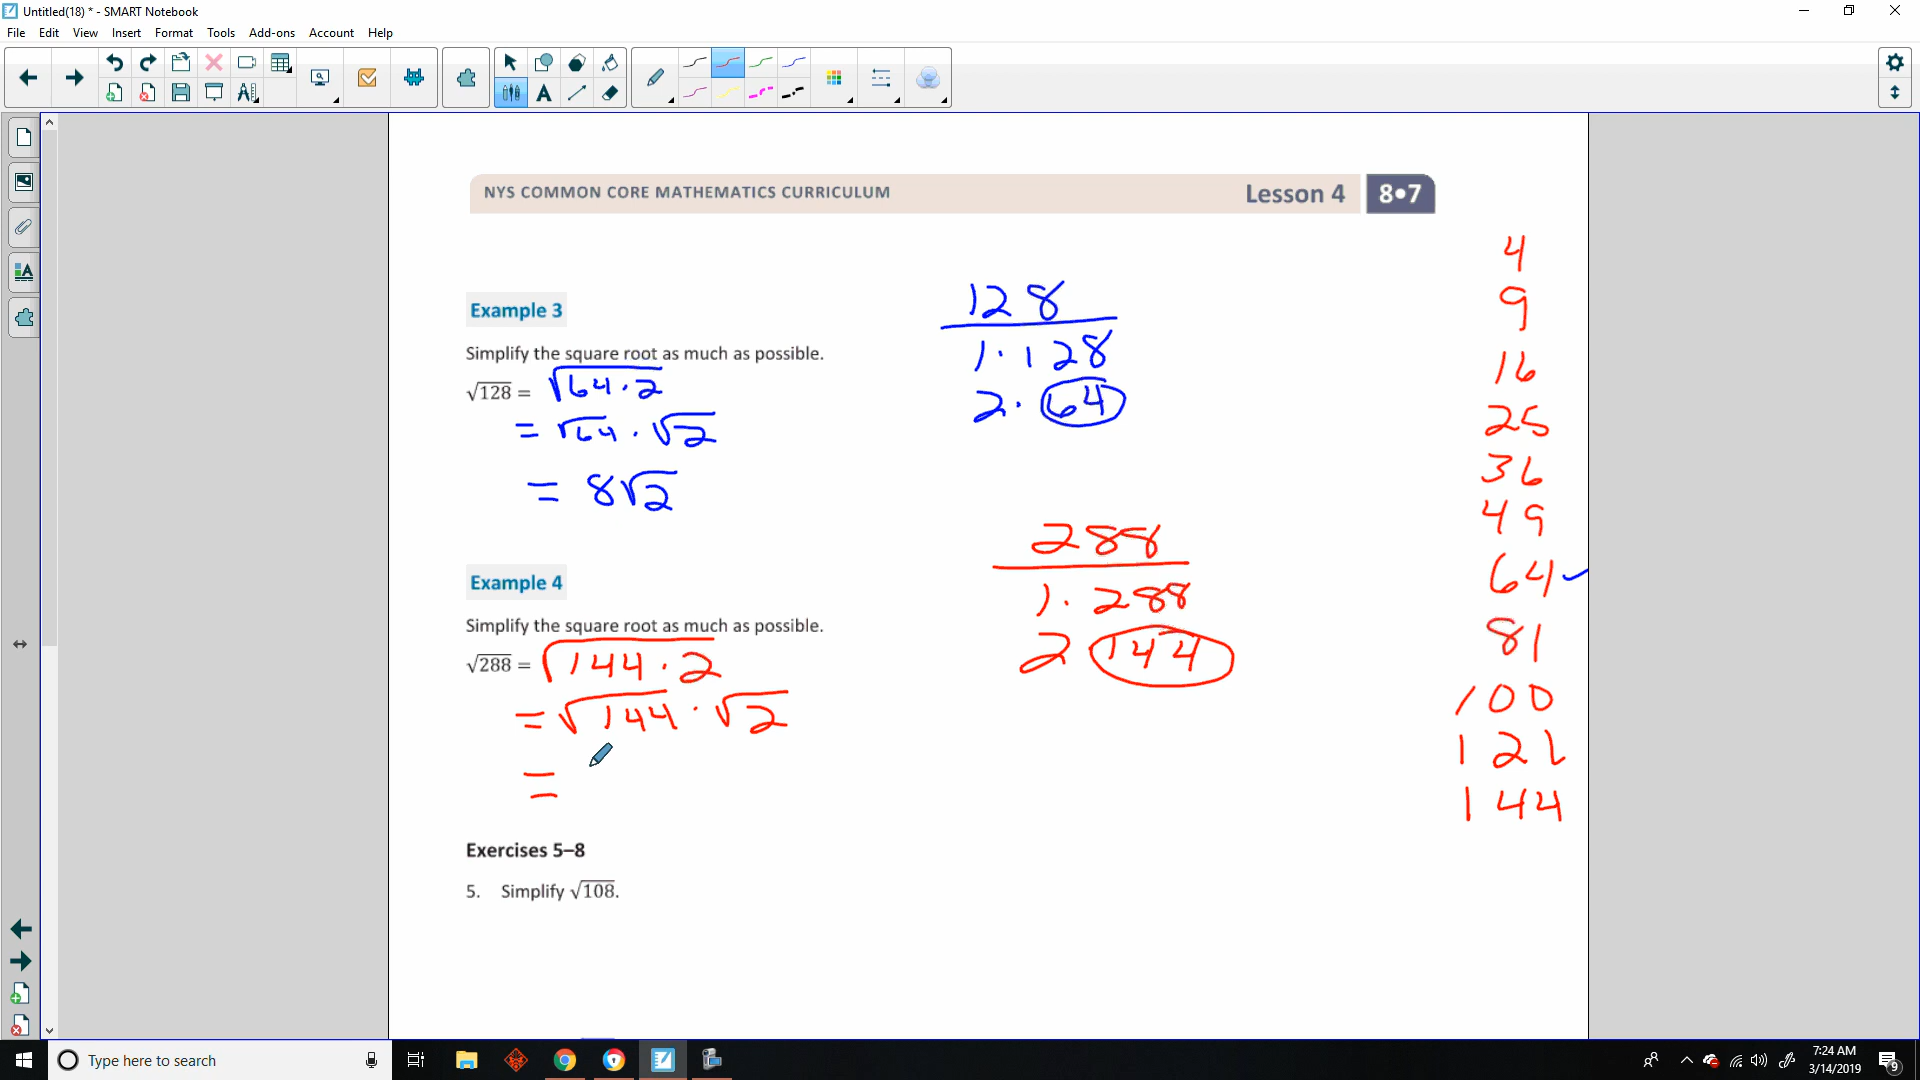 Untitled(18) * - SMART Notebook
File Edit View Insert Format Tools Add-ons Account Help
NYS COMMON CORE MATHEMATICS CURRICULUM Lesson 4 8•7
Example 3
Simplify the square root as much as possible.
√128 = √64 · 2
= √64 · √2
= 8√2
128
1 · 128
2 · 64
Example 4
Simplify the square root as much as possible.
√288 = √144 · 2
= √144 · √2
=
288
1 · 288
2 144
4
9
16
25
36
49
64 ✓
81
100
121
144
Exercises 5–8
5. Simplify √108.
Type here to search
7:24 AM
3/14/2019
9